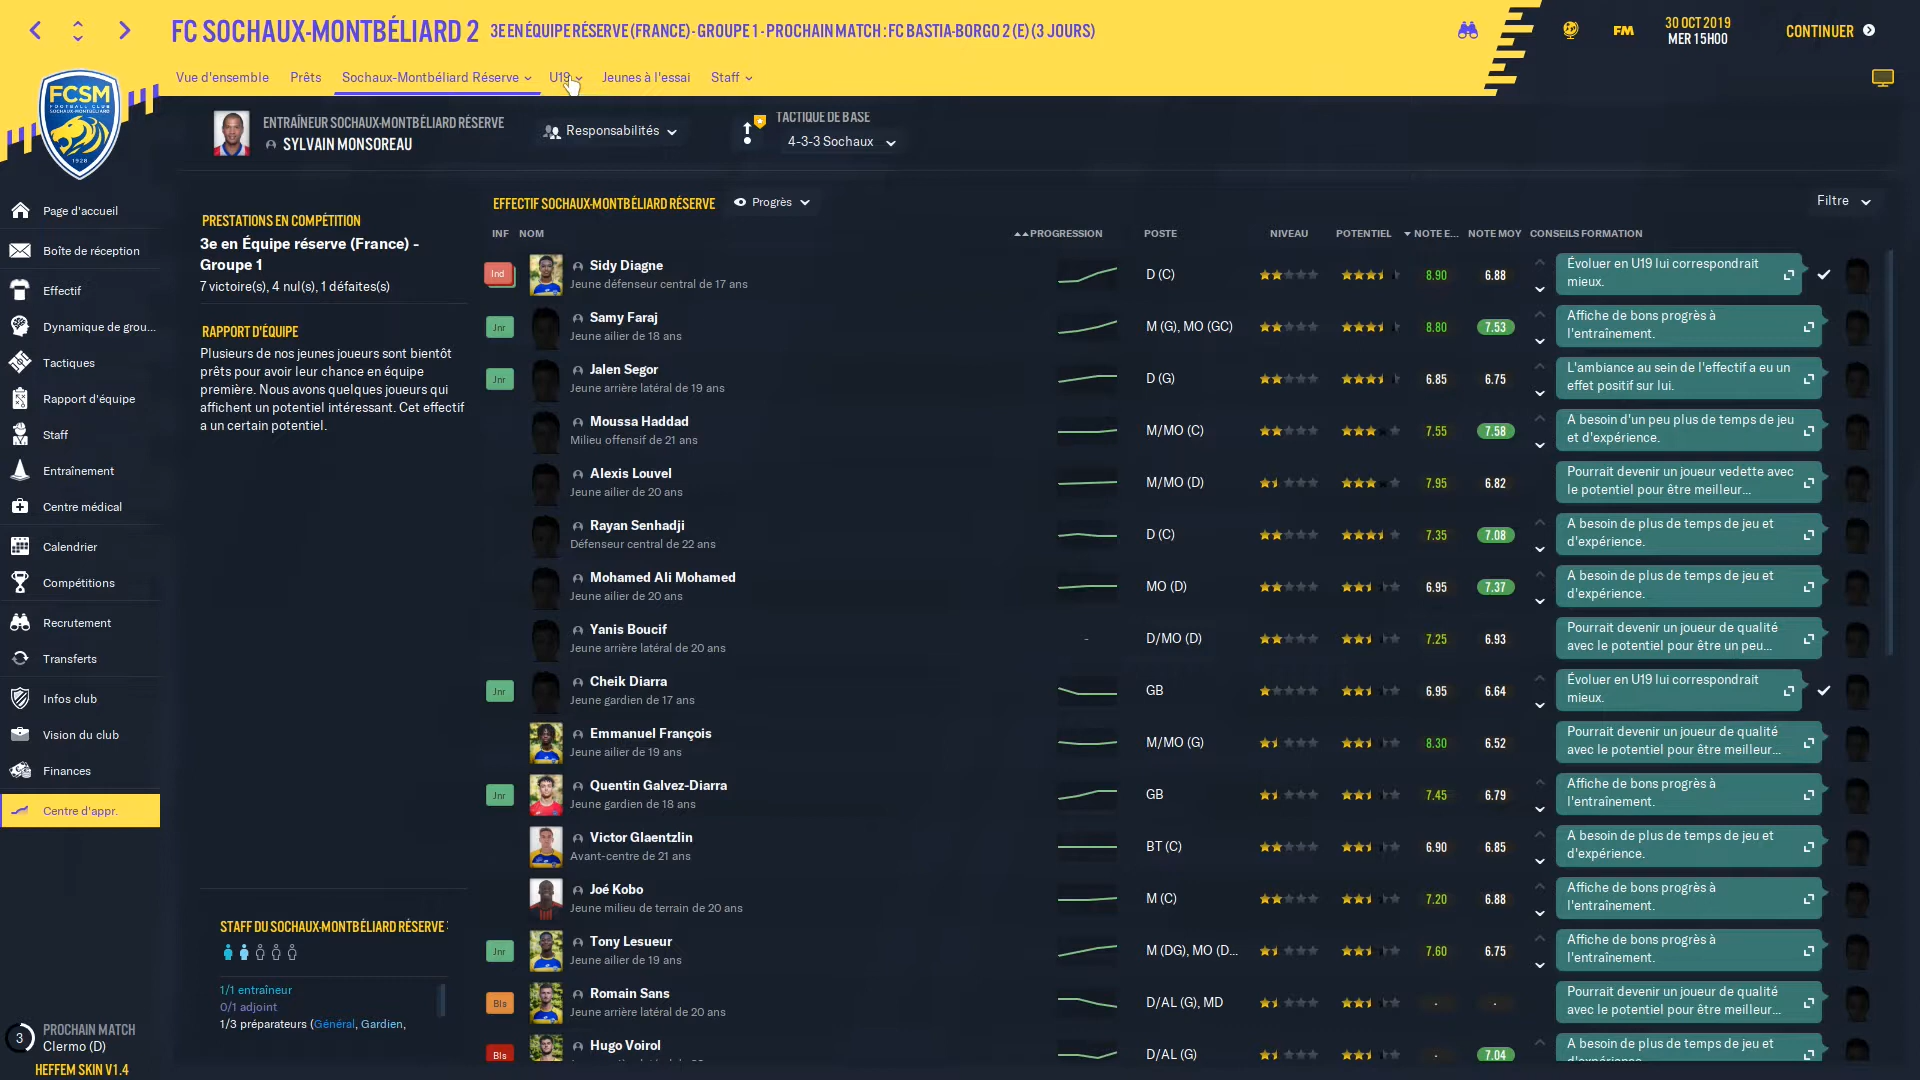 FC SOCHAUX-MONTBÉLIARD 2
3E EN ÉQUIPE RÉSERVE (FRANCE) - GROUPE 1 - PROCHAIN MATCH : FC BASTIA-BORGO 2 (E) (3 JOURS)
FM
30 OCT 2019
MER 15H00
CONTINUER
Vue d'ensemble
Prêts
Sochaux-Montbéliard Réserve
U19
Jeunes à l'essai
Staff
FCSM
FOOTBALL CLUB
SOCHAUX-MONTBÉLIARD
1928
ENTRAÎNEUR SOCHAUX-MONTBÉLIARD RÉSERVE
SYLVAIN MONSOREAU
Responsabilités
TACTIQUE DE BASE
4-3-3 Sochaux
Page d'accueil
Boîte de réception
Effectif
Dynamique de grou...
Tactiques
Rapport d'équipe
Staff
Entraînement
Centre médical
Calendrier
Compétitions
Recrutement
Transferts
Infos club
Vision du club
Finances
Centre d'appr.
3
PROCHAIN MATCH
Clermo (D)
HEFFEM SKIN V1.4
PRESTATIONS EN COMPÉTITION
3e en Équipe réserve (France) -
Groupe 1
7 victoire(s), 4 nul(s), 1 défaites(s)
RAPPORT D'ÉQUIPE
Plusieurs de nos jeunes joueurs sont bientôt
prêts pour avoir leur chance en équipe
première. Nous avons quelques joueurs qui
affichent un potentiel intéressant. Cet effectif
a un certain potentiel.
STAFF DU SOCHAUX-MONTBÉLIARD RÉSERVE
1/1 entraîneur
0/1 adjoint
1/3 préparateurs (Général, Gardien,
EFFECTIF SOCHAUX-MONTBÉLIARD RÉSERVE
Progrès
Filtre
INF NOM PROGRESSION POSTE NIVEAU POTENTIEL NOTE E... NOTE MOY CONSEILS FORMATION
Ind Sidy Diagne D (C) 8.90 6.88
Jeune défenseur central de 17 ans
Évoluer en U19 lui correspondrait
mieux.
Jnr Samy Faraj M (G), MO (GC) 8.80 7.53
Jeune ailier de 18 ans
Affiche de bons progrès à
l'entraînement.
Jnr Jalen Segor D (G) 6.85 6.75
Jeune arrière latéral de 19 ans
L'ambiance au sein de l'effectif a eu un
effet positif sur lui.
Moussa Haddad M/MO (C) 7.55 7.58
Milieu offensif de 21 ans
A besoin d'un peu plus de temps de jeu
et d'expérience.
Alexis Louvel M/MO (D) 7.95 6.82
Jeune ailier de 20 ans
Pourrait devenir un joueur vedette avec
le potentiel pour être meilleur...
Rayan Senhadji D (C) 7.35 7.08
Défenseur central de 22 ans
A besoin de plus de temps de jeu et
d'expérience.
Mohamed Ali Mohamed MO (D) 6.95 7.37
Jeune ailier de 20 ans
A besoin de plus de temps de jeu et
d'expérience.
Yanis Boucif - D/MO (D) 7.25 6.93
Jeune arrière latéral de 20 ans
Pourrait devenir un joueur de qualité
avec le potentiel pour être un peu...
Jnr Cheik Diarra GB 6.95 6.64
Jeune gardien de 17 ans
Évoluer en U19 lui correspondrait
mieux.
Emmanuel François M/MO (G) 8.30 6.52
Jeune ailier de 19 ans
Pourrait devenir un joueur de qualité
avec le potentiel pour être meilleur...
Jnr Quentin Galvez-Diarra GB 7.45 6.79
Jeune gardien de 18 ans
Affiche de bons progrès à
l'entraînement.
Victor Glaentzlin BT (C) 6.90 6.85
Avant-centre de 21 ans
A besoin de plus de temps de jeu et
d'expérience.
Joé Kobo M (C) 7.20 6.88
Jeune milieu de terrain de 20 ans
Affiche de bons progrès à
l'entraînement.
Jnr Tony Lesueur M (DG), MO (D... 7.60 6.75
Jeune ailier de 19 ans
Affiche de bons progrès à
l'entraînement.
Bls Romain Sans D/AL (G), MD - -
Jeune arrière latéral de 20 ans
Pourrait devenir un joueur de qualité
avec le potentiel pour être meilleur...
Bls Hugo Voirol D/AL (G) - 7.04
A besoin de plus de temps de jeu et
d'expérience.